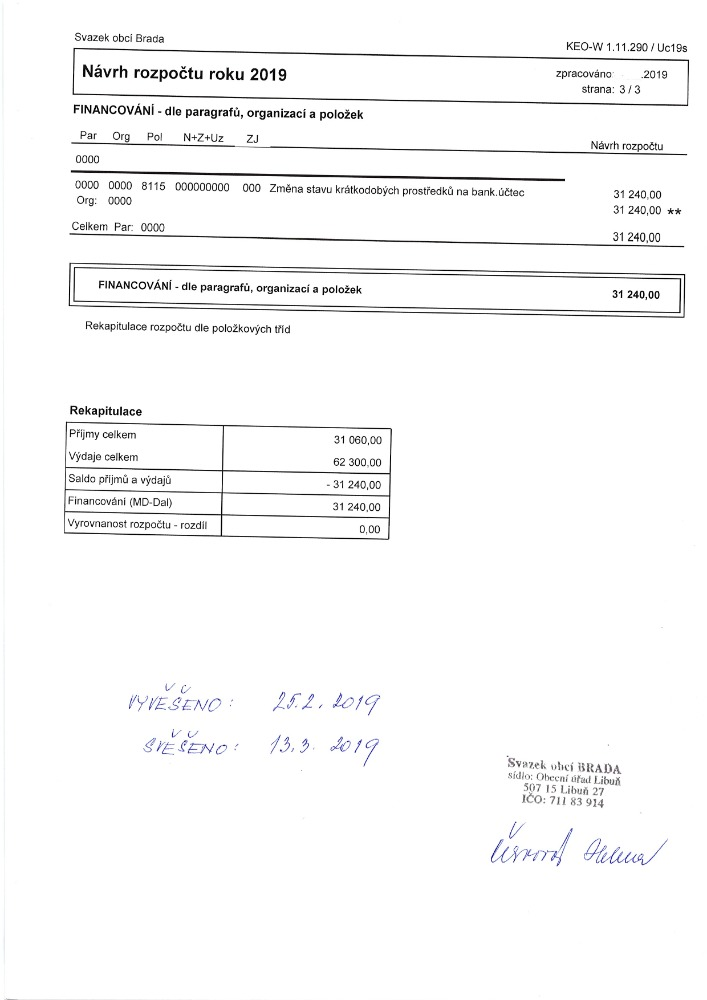 Svazek obcí Brada
KEO-W 1.11.290 / Uc19s
Návrh rozpočtu roku 2019
zpracováno: .2019
strana: 3 / 3
FINANCOVÁNÍ - dle paragrafů, organizací a položek
Par Org Pol N+Z+Uz ZJ Návrh rozpočtu
0000
0000 0000 8115 000000000 000 Změna stavu krátkodobých prostředků na bank.účtec 31 240,00
Org: 0000 31 240,00 **
Celkem Par: 0000 31 240,00
FINANCOVÁNÍ - dle paragrafů, organizací a položek 31 240,00
Rekapitulace rozpočtu dle položkových tříd
Rekapitulace
Příjmy celkem 31 060,00
Výdaje celkem 62 300,00
Saldo příjmů a výdajů - 31 240,00
Financování (MD-Dal) 31 240,00
Vyrovnanost rozpočtu - rozdíl 0,00
VYVĚŠENO: 25.2. 2019
SVĚŠENO: 13.3. 2019
Svazek obcí BRADA
sídlo: Obecní úřad Libuň
507 15 Libuň 27
IČO: 711 83 914
Helena